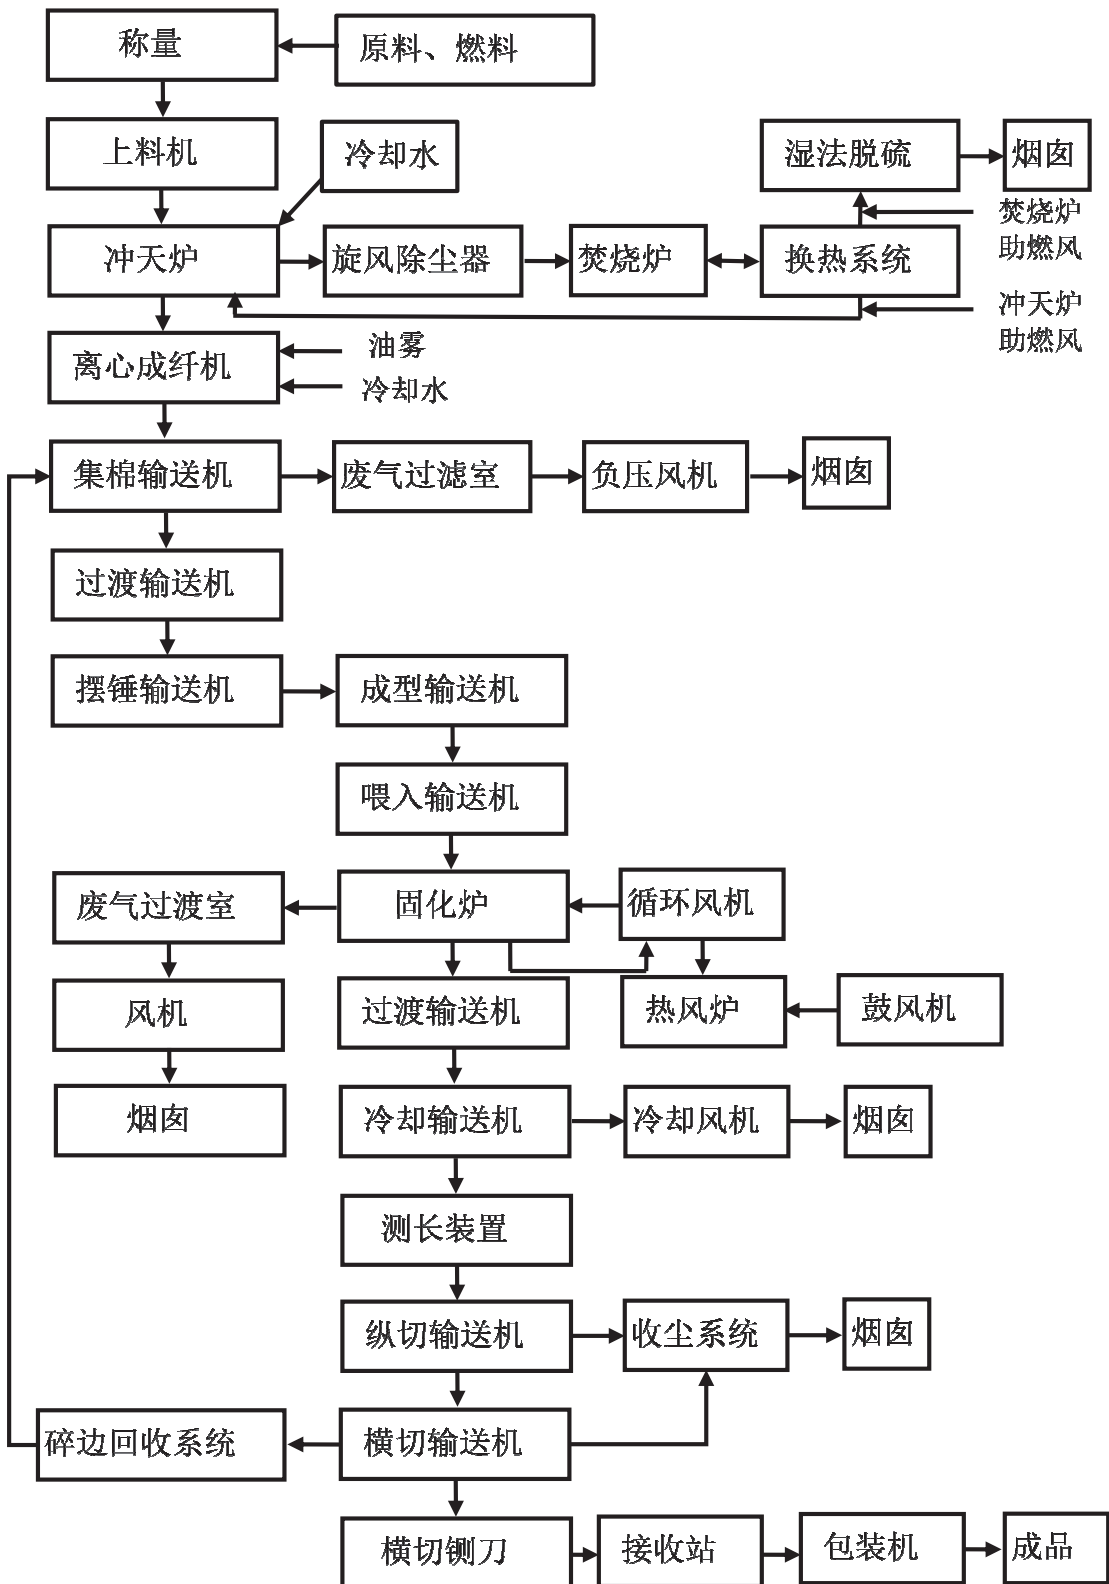 称量
原料、燃料
上料机
冷却水
湿法脱硫
烟囱
冲天炉
旋风除尘器
焚烧炉
换热系统
焚烧炉
助燃风
冲天炉
助燃风
离心成纤机
油雾
冷却水
集棉输送机
废气过滤室
负压风机
烟囱
过渡输送机
摆锤输送机
成型输送机
喂入输送机
废气过渡室
固化炉
循环风机
风机
过渡输送机
热风炉
鼓风机
烟囱
冷却输送机
冷却风机
烟囱
测长装置
纵切输送机
收尘系统
烟囱
碎边回收系统
横切输送机
横切铡刀
接收站
包装机
成品